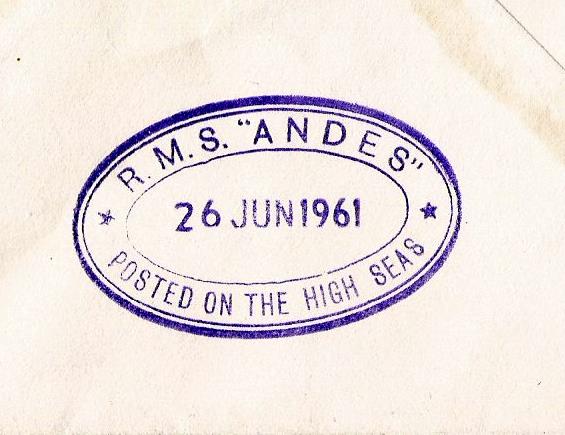 R.M.S. "ANDES"
★ 26 JUN 1961 ★
POSTED ON THE HIGH SEAS